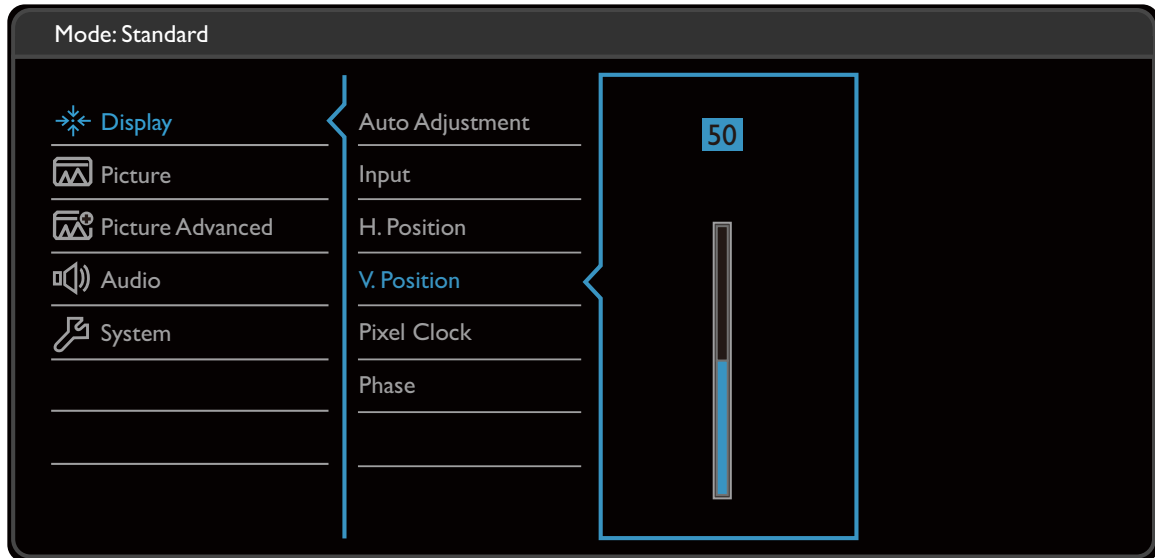 Mode: Standard
Display
Picture
Picture Advanced
Audio
System
Auto Adjustment
Input
H. Position
V. Position
Pixel Clock
Phase
50